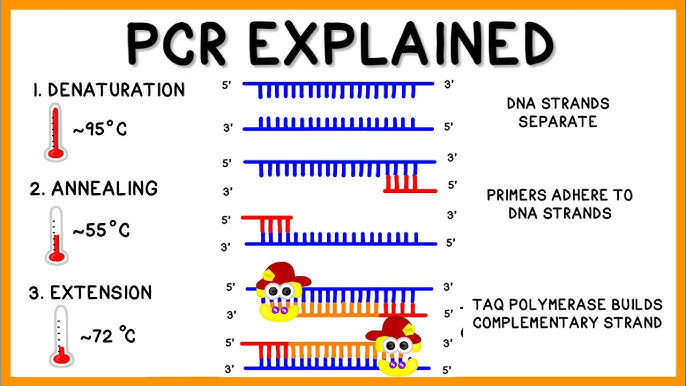 PCR EXPLAINED
1. DENATURATION
~95°C
5' 3'
3' 5'
DNA STRANDS
SEPARATE
2. ANNEALING
~55°C
5' 3'
3' 5'
5' 3'
3' 5'
PRIMERS ADHERE TO
DNA STRANDS
3. EXTENSION
~72 °C
5' 3'
3' 5'
5' 3'
3' 5'
TAQ POLYMERASE BUILDS
COMPLEMENTARY STRAND